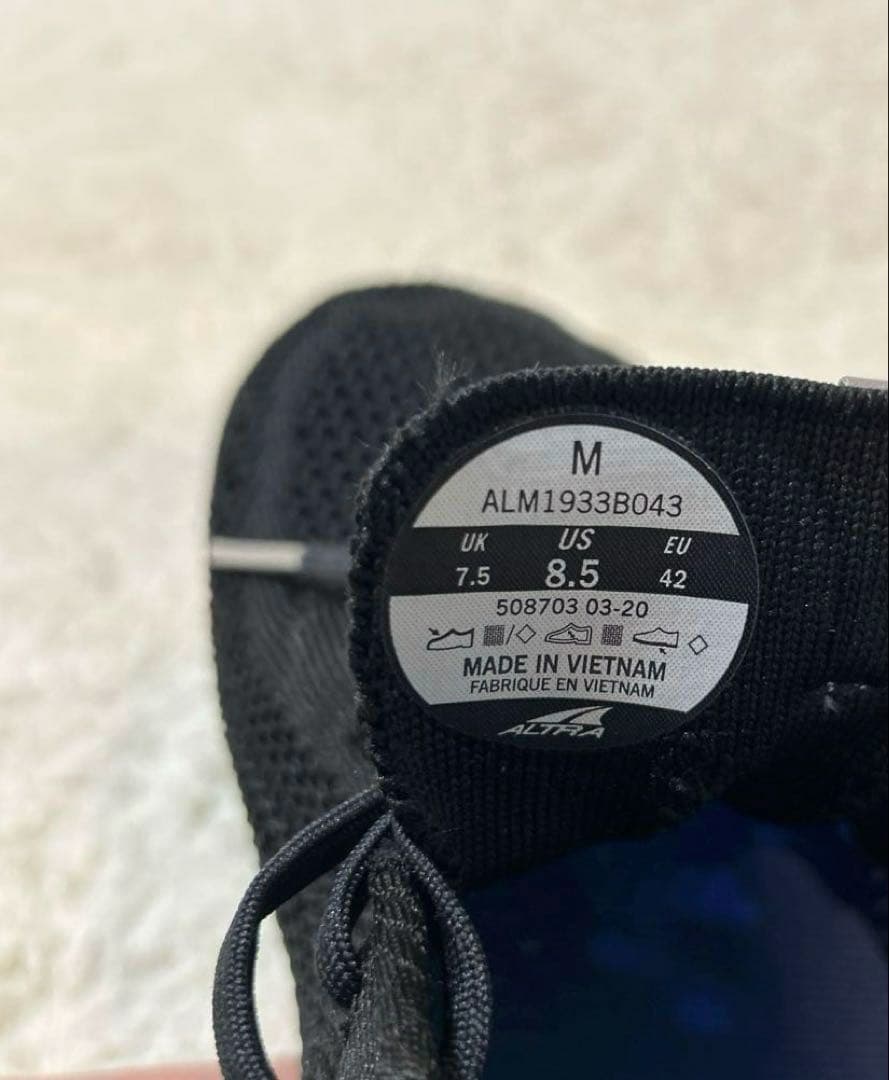 M
ALM1933B043
UK US EU
7.5 8.5 42
508703 03-20
MADE IN VIETNAM
FABRIQUE EN VIETNAM
ALTRA